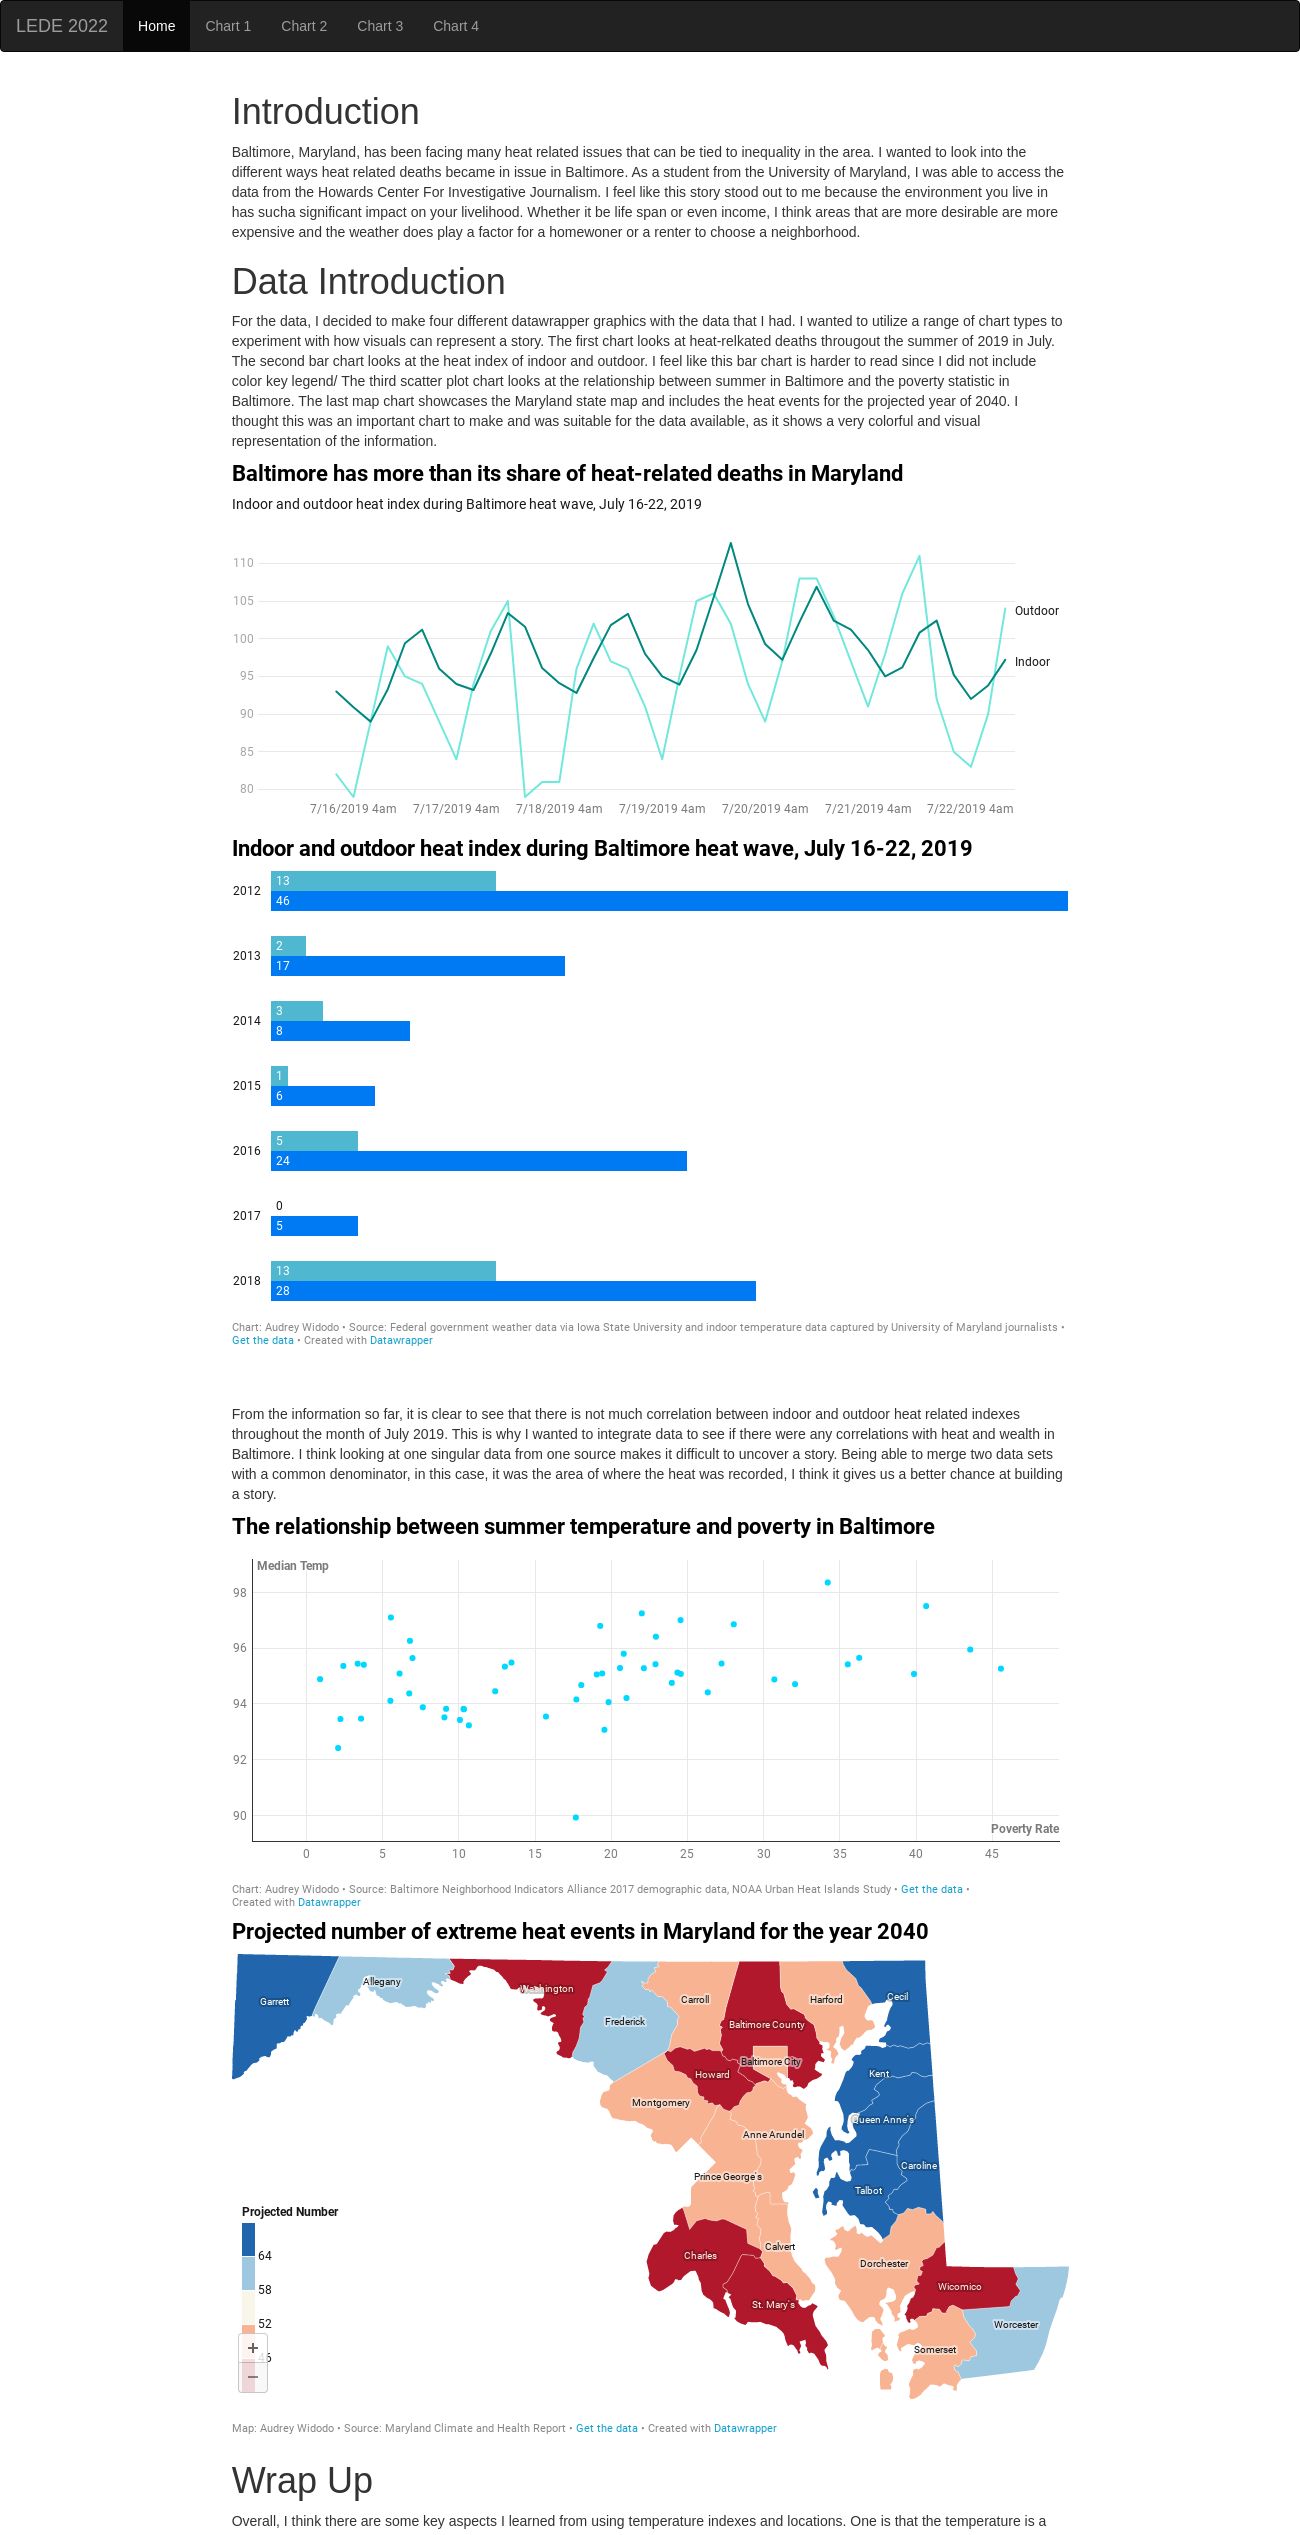 LEDE 2022 Home Chart 1 Chart 2 Chart 3 Chart 4
Introduction
Baltimore, Maryland, has been facing many heat related issues that can be tied to inequality in the area. I wanted to look into the
different ways heat related deaths became in issue in Baltimore. As a student from the University of Maryland, I was able to access the
data from the Howards Center For Investigative Journalism. I feel like this story stood out to me because the environment you live in
has sucha significant impact on your livelihood. Whether it be life span or even income, I think areas that are more desirable are more
expensive and the weather does play a factor for a homewoner or a renter to choose a neighborhood.
Data Introduction
For the data, I decided to make four different datawrapper graphics with the data that I had. I wanted to utilize a range of chart types to
experiment with how visuals can represent a story. The first chart looks at heat-relkated deaths througout the summer of 2019 in July.
The second bar chart looks at the heat index of indoor and outdoor. I feel like this bar chart is harder to read since I did not include
color key legend/ The third scatter plot chart looks at the relationship between summer in Baltimore and the poverty statistic in
Baltimore. The last map chart showcases the Maryland state map and includes the heat events for the projected year of 2040. I
thought this was an important chart to make and was suitable for the data available, as it shows a very colorful and visual
representation of the information.
Baltimore has more than its share of heat-related deaths in Maryland
Indoor and outdoor heat index during Baltimore heat wave, July 16-22, 2019
110
105
Outdoor
100
Indoor
95
90
85
80
7/16/2019 4am 7/17/2019 4am 7/18/2019 4am 7/19/2019 4am 7/20/2019 4am 7/21/2019 4am 7/22/2019 4am
Indoor and outdoor heat index during Baltimore heat wave, July 16-22, 2019
13
2012
46
2
2013
17
3
2014
8
1
2015
6
5
2016
24
0
2017
5
13
2018
28
Chart: Audrey Widodo • Source: Federal government weather data via Iowa State University and indoor temperature data captured by University of Maryland journalists •
Get the data • Created with Datawrapper
From the information so far, it is clear to see that there is not much correlation between indoor and outdoor heat related indexes
throughout the month of July 2019. This is why I wanted to integrate data to see if there were any correlations with heat and wealth in
Baltimore. I think looking at one singular data from one source makes it difficult to uncover a story. Being able to merge two data sets
with a common denominator, in this case, it was the area of where the heat was recorded, I think it gives us a better chance at building
a story.
The relationship between summer temperature and poverty in Baltimore
Median Temp
98
96
94
92
90
Poverty Rate
0 5 10 15 20 25 30 35 40 45
Chart: Audrey Widodo • Source: Baltimore Neighborhood Indicators Alliance 2017 demographic data, NOAA Urban Heat Islands Study • Get the data •
Created with Datawrapper
Projected number of extreme heat events in Maryland for the year 2040
Allegany
Washington
Garrett
Carroll
Harford
Cecil
Frederick
Baltimore County
Baltimore City
Howard
Kent
Montgomery
Queen Anne's
Anne Arundel
Caroline
Prince George's
Talbot
Projected Number
Calvert
Charles
64
Dorchester
Wicomico
58
St. Mary's
52
Worcester
Somerset
+
46
−
Map: Audrey Widodo • Source: Maryland Climate and Health Report • Get the data • Created with Datawrapper
Wrap Up
Overall, I think there are some key aspects I learned from using temperature indexes and locations. One is that the temperature is a